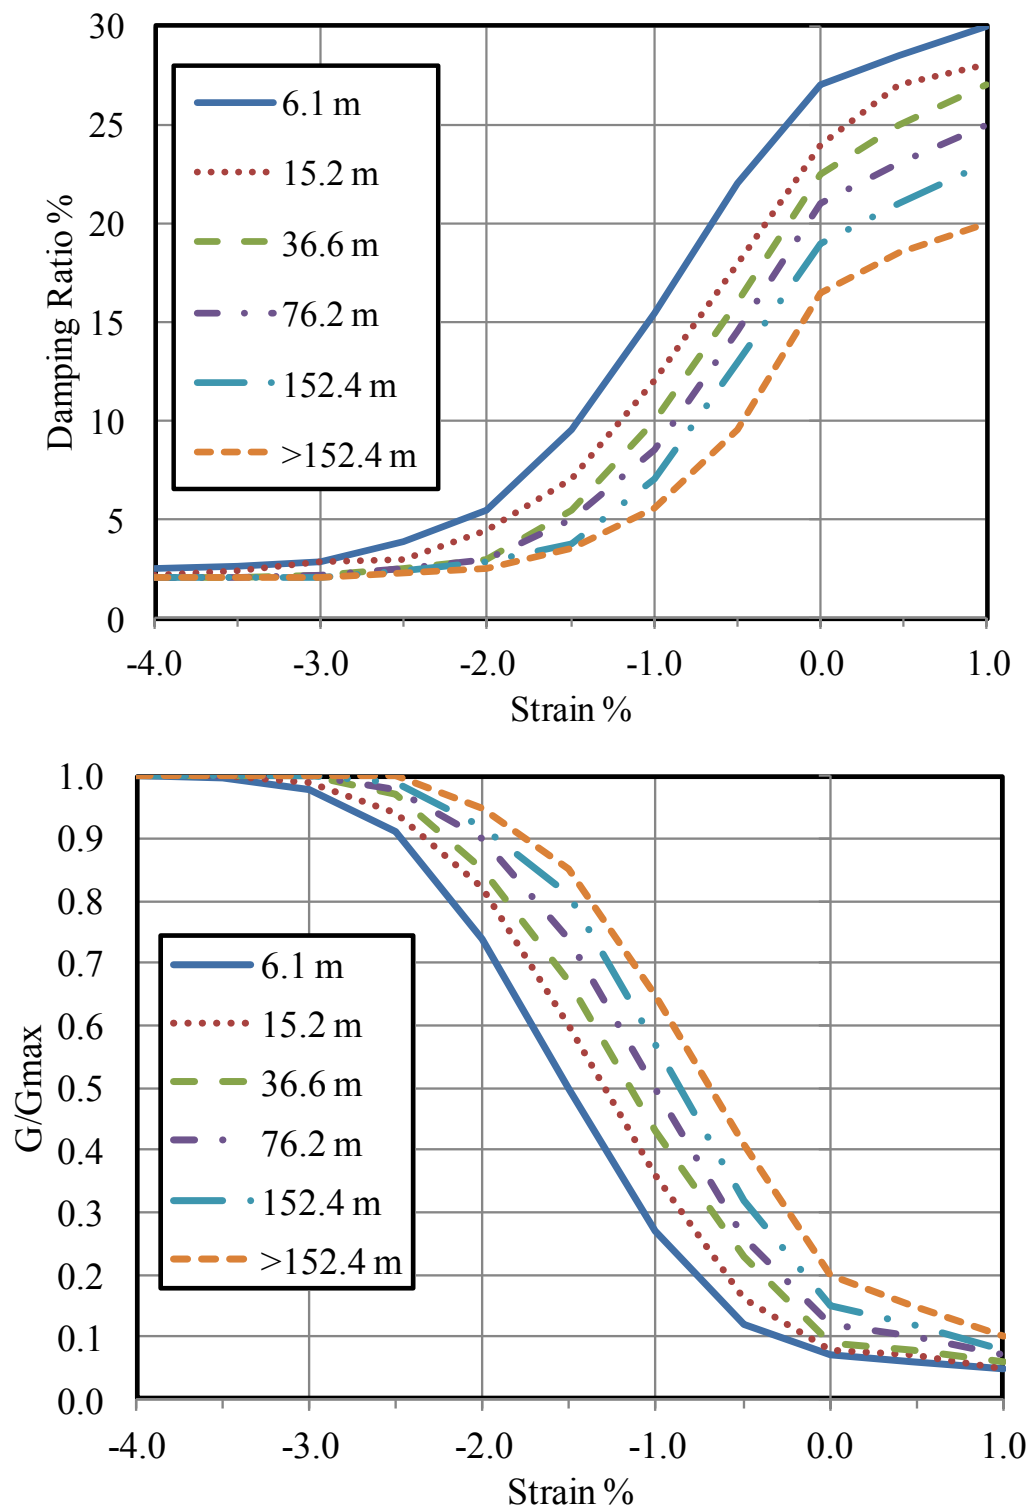 30
25
20
15
10
5
0
Damping Ratio %
6.1 m
15.2 m
36.6 m
76.2 m
152.4 m
>152.4 m
-4.0 -3.0 -2.0 -1.0 0.0 1.0
Strain %
1.0
0.9
0.8
0.7
0.6
0.5
0.4
0.3
0.2
0.1
0.0
G/Gmax
6.1 m
15.2 m
36.6 m
76.2 m
152.4 m
>152.4 m
-4.0 -3.0 -2.0 -1.0 0.0 1.0
Strain %